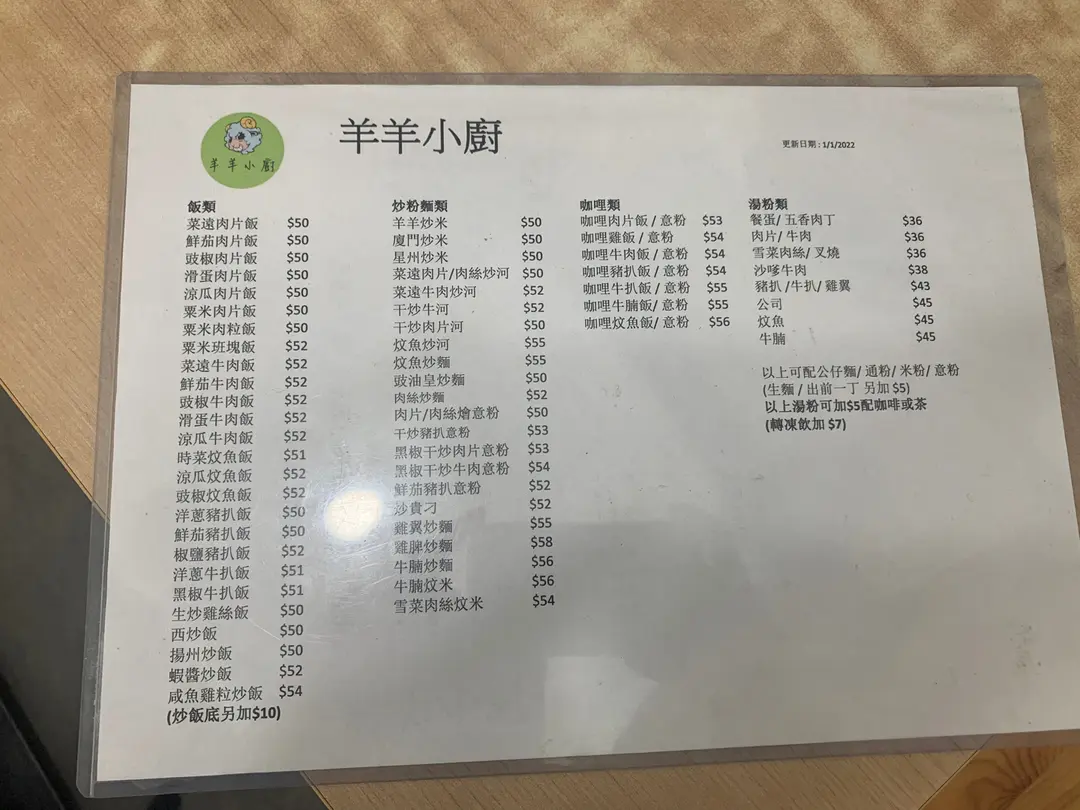 羊羊小廚
羊羊小廚
更新日期 : 1/1/2022
飯類
菜遠肉片飯 $50
鮮茄肉片飯 $50
豉椒肉片飯 $50
滑蛋肉片飯 $50
涼瓜肉片飯 $50
粟米肉片飯 $50
粟米肉粒飯 $50
粟米班塊飯 $52
菜遠牛肉飯 $52
鮮茄牛肉飯 $52
豉椒牛肉飯 $52
滑蛋牛肉飯 $52
涼瓜牛肉飯 $52
時菜炆魚飯 $51
涼瓜炆魚飯 $52
豉椒炆魚飯 $52
洋蔥豬扒飯 $50
鮮茄豬扒飯 $50
椒鹽豬扒飯 $52
洋蔥牛扒飯 $51
黑椒牛扒飯 $51
生炒雞絲飯 $50
西炒飯 $50
揚州炒飯 $50
蝦醬炒飯 $52
咸魚雞粒炒飯 $54
(炒飯底另加$10)
炒粉麵類
羊羊炒米 $50
廈門炒米 $50
星州炒米 $50
菜遠肉片/肉絲炒河 $50
菜遠牛肉炒河 $52
干炒牛河 $52
干炒肉片河 $50
炆魚炒河 $55
炆魚炒麵 $55
豉油皇炒麵 $50
肉絲炒麵 $52
肉片/肉絲燴意粉 $50
干炒豬扒意粉 $53
黑椒干炒肉片意粉 $53
黑椒干炒牛肉意粉 $54
鮮茄豬扒意粉 $52
炒貴刁 $52
雞翼炒麵 $55
雞脾炒麵 $58
牛腩炒麵 $56
牛腩炆米 $56
雪菜肉絲炆米 $54
咖哩類
咖哩肉片飯 / 意粉 $53
咖哩雞飯 / 意粉 $54
咖哩牛肉飯 / 意粉 $54
咖哩豬扒飯 / 意粉 $54
咖哩牛扒飯/ 意粉 $55
咖哩牛腩飯/ 意粉 $55
咖哩炆魚飯/ 意粉 $56
湯粉類
餐蛋/ 五香肉丁 $36
肉片/ 牛肉 $36
雪菜肉絲/ 叉燒 $36
沙嗲牛肉 $38
豬扒 /牛扒/ 雞翼 $43
公司 $45
炆魚 $45
牛腩 $45
以上可配公仔麵/ 通粉/ 米粉/ 意粉
(生麵 / 出前一丁 另加 $5)
以上湯粉可加$5配咖啡或茶
(轉凍飲加 $7)